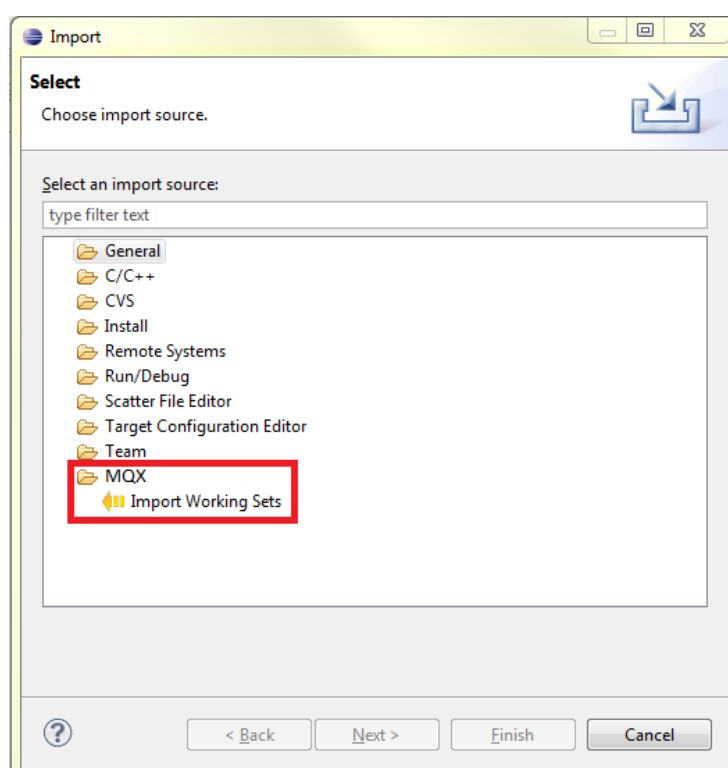 Import
Select
Choose import source.
Select an import source:
type filter text
General
C/C++
CVS
Install
Remote Systems
Run/Debug
Scatter File Editor
Target Configuration Editor
Team
MQX
Import Working Sets
?
< Back
Next >
Finish
Cancel